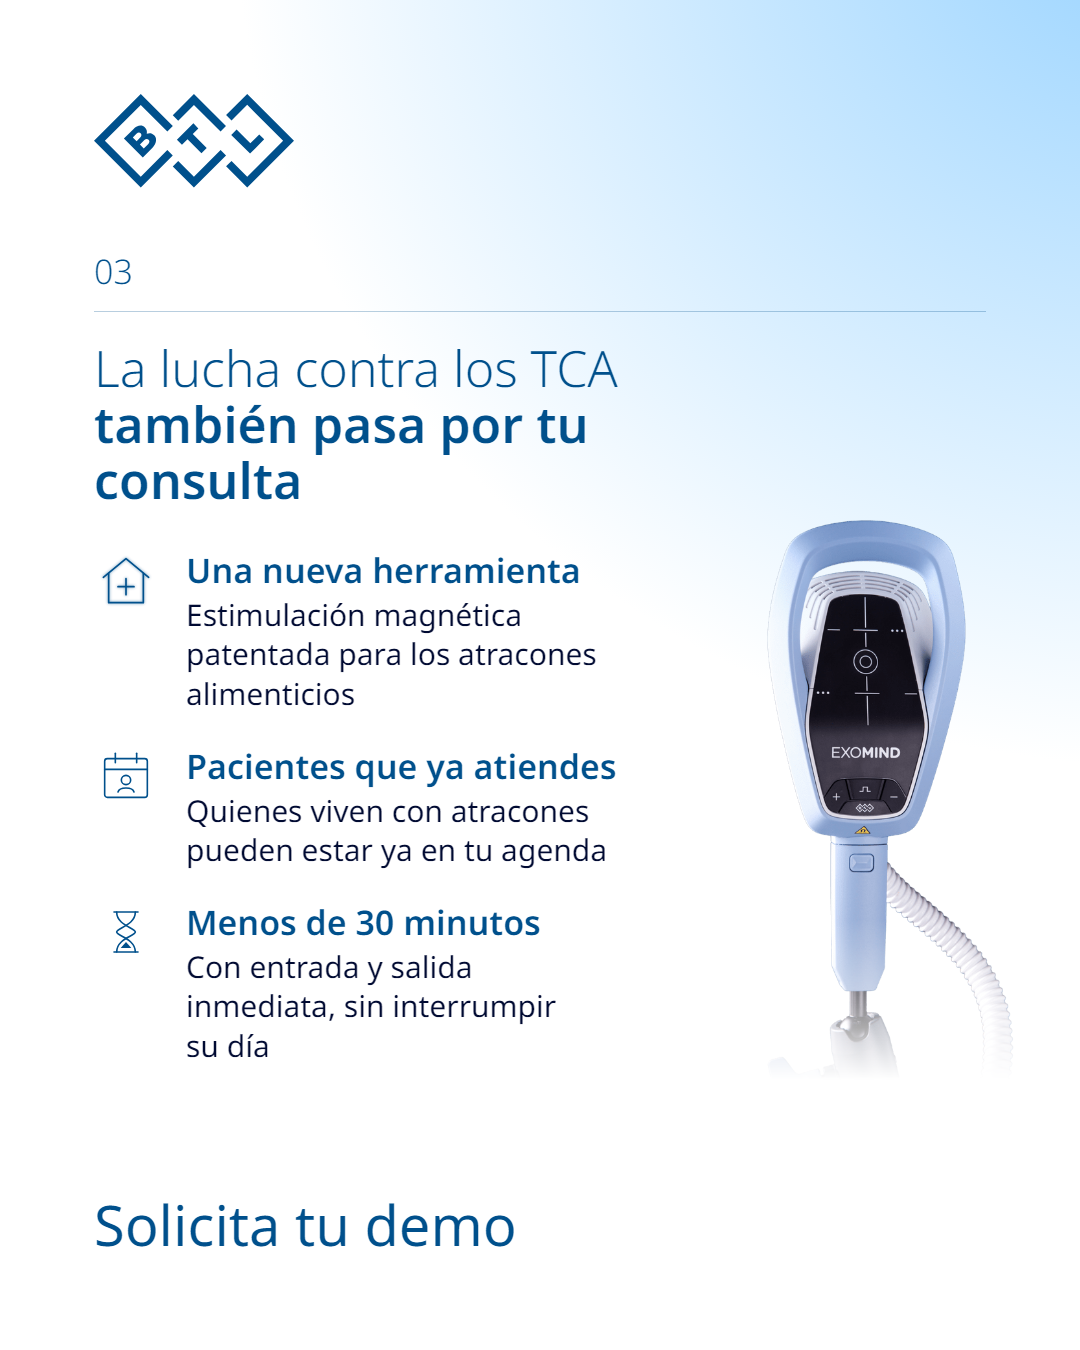 BTL
03
La lucha contra los TCA
también pasa por tu
consulta
Una nueva herramienta
Estimulación magnética
patentada para los atracones
alimenticios
Pacientes que ya atiendes
Quienes viven con atracones
pueden estar ya en tu agenda
Menos de 30 minutos
Con entrada y salida
inmediata, sin interrumpir
su día
EXOMIND
Solicita tu demo